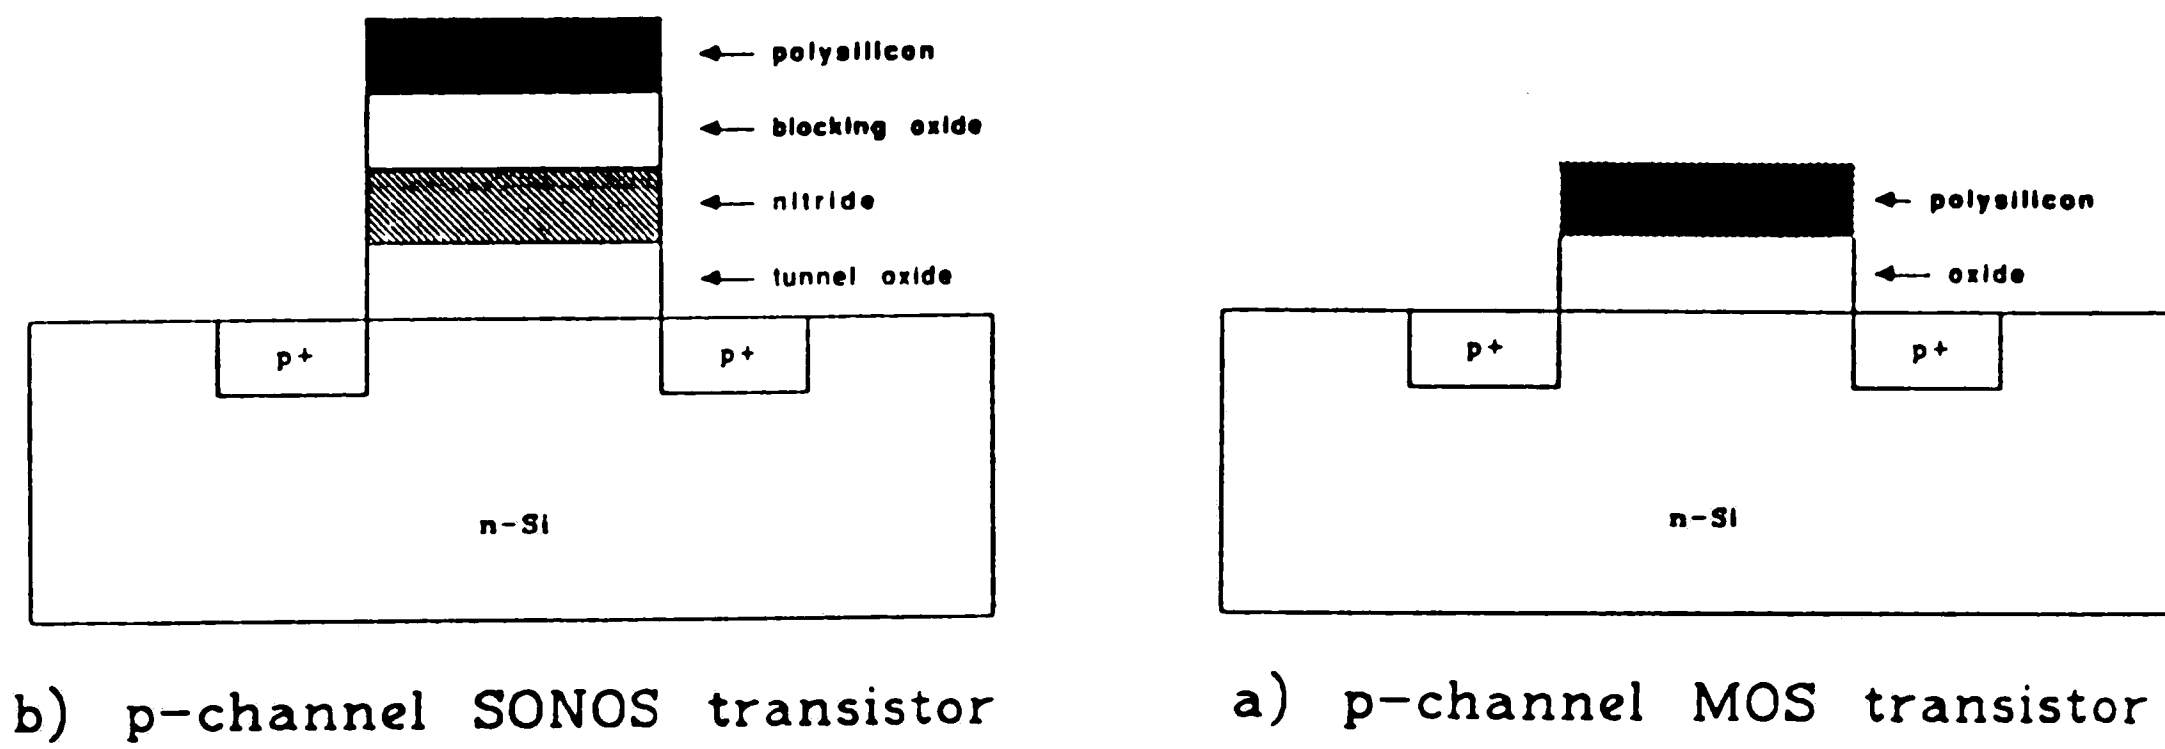 polysilicon
blocking oxide
nitride
tunnel oxide
p+
p+
n-Si
b) p-channel SONOS transistor
polysilicon
oxide
p+
p+
n-Si
a) p-channel MOS transistor